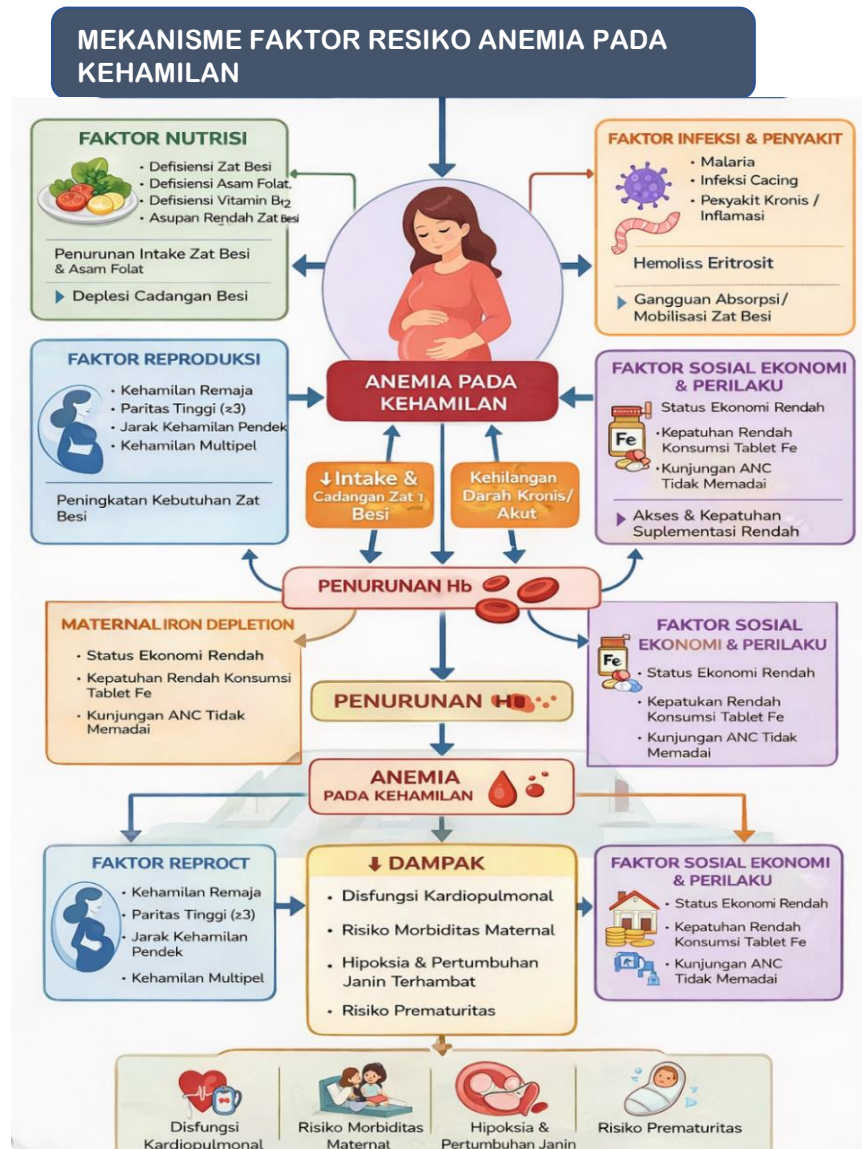 MEKANISME FAKTOR RESIKO ANEMIA PADA
KEHAMILAN
FAKTOR NUTRISI
• Defisiensi Zat Besi
• Defisiensi Asam Folat.
• Defisiensi Vitamin B12
• Asupan Rendah Zat Besi
Penurunan Intake Zat Besi
& Asam Folat
Deplesi Cadangan Besi
FAKTOR INFEKSI & PENYAKIT
• Malaria
• Infeksi Cacing
• Penyakit Kronis /
Inflamasi
Hemoliss Eritrosit
Gangguan Absorpsi/
Mobilisasi Zat Besi
FAKTOR REPRODUKSI
• Kehamilan Remaja
• Paritas Tinggi (≥3)
• Jarak Kehamilan Pendek
• Kehamilan Multipel
Peningkatan Kebutuhan Zat
Besi
ANEMIA PADA
KEHAMILAN
FAKTOR SOSIAL EKONOMI
& PERILAKU
Status Ekonomi Rendah
Fe
• Kepatuhan Rendah
Konsumsi Tablet Fe
• Kunjungan ANC
Tidak Memadai
Akses & Kepatuhan
Suplementasi Rendah
↓ Intake &
Cadangan Zat
Besi
Kehilangan
Darah Kronis/
Akut
PENURUNAN Hb
MATERNAL IRON DEPLETION
• Status Ekonomi Rendah
• Kepatuhan Rendah Konsumsi
Tablet Fe
• Kunjungan ANC Tidak
Memadai
FAKTOR SOSIAL
EKONOMI & PERILAKU
Fe
• Status Ekonomi Rendah
• Kepatukan Rendah
Konsumsi Tablet Fe
• Kunjungan ANC Tidak
Memadai
PENURUNAN
ANEMIA
PADA KEHAMILAN
FAKTOR REPROCT
• Kehamilan Remaja
• Paritas Tinggi (≥3)
• Jarak Kehamilan
Pendek
• Kehamilan Multipel
↓ DAMPAK
• Disfungsi Kardiopulmonal
• Risiko Morbiditas Maternal
• Hipoksia & Pertumbuhan
Janin Terhambat
• Risiko Prematuritas
FAKTOR SOSIAL EKONOMI
& PERILAKU
• Status Ekonomi Rendah
• Kepatuhan Rendah
Konsumsi Tablet Fe
• Kunjungan ANC
Tidak Memadai
Disfungsi
Kardiopulmonal
Risiko Morbiditas
Maternal
Hipoksia &
Pertumbuhan Janin
Risiko Prematuritas